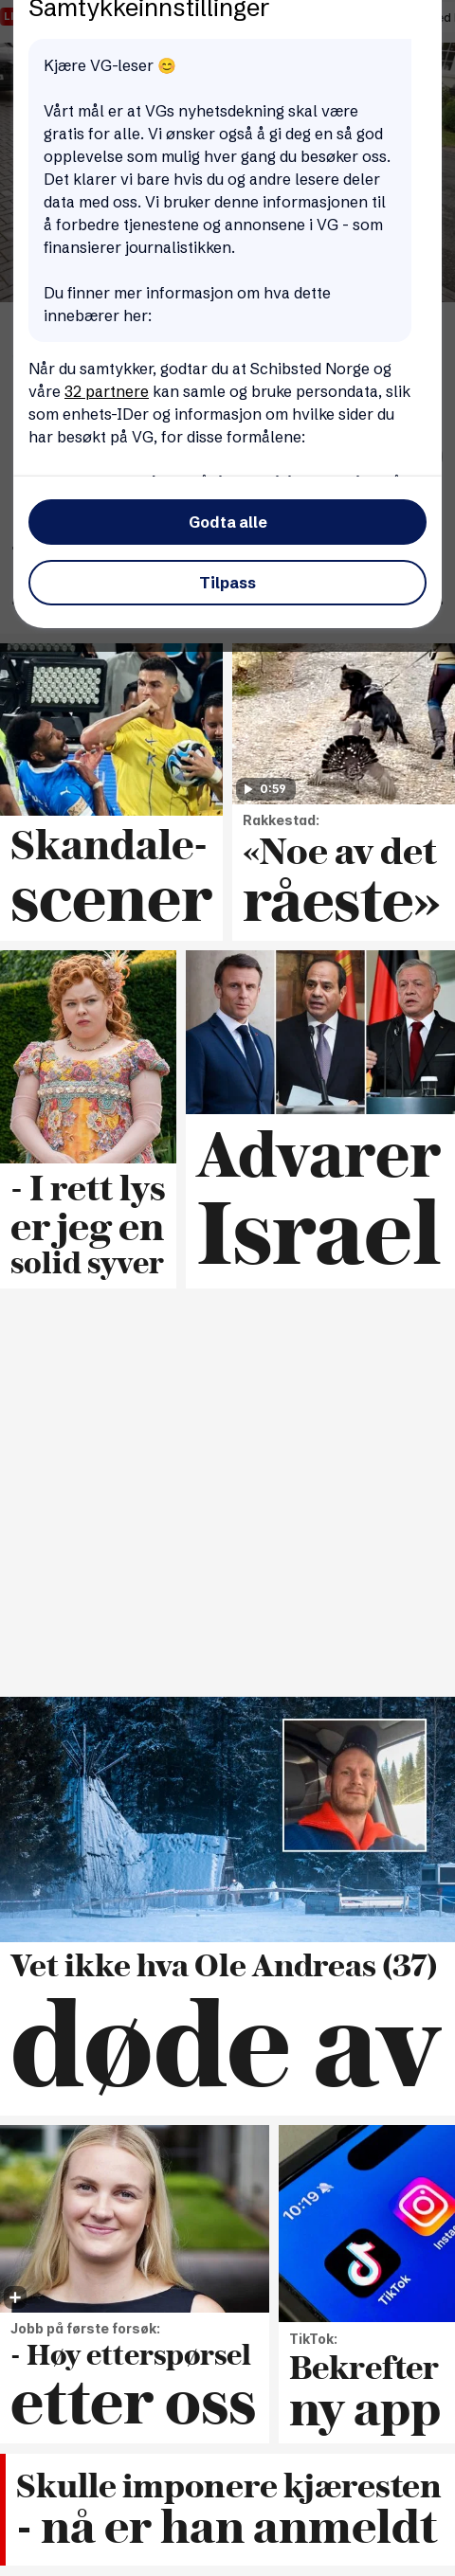 Samtykkeinnstillinger
Kjære VG-leser 😊
Vårt mål er at VGs nyhetsdekning skal være
gratis for alle. Vi ønsker også å gi deg en så god
opplevelse som mulig hver gang du besøker oss.
Det klarer vi bare hvis du og andre lesere deler
data med oss. Vi bruker denne informasjonen til
å forbedre tjenestene og annonsene i VG - som
finansierer journalistikken.
Du finner mer informasjon om hva dette
innebærer her:
Når du samtykker, godtar du at Schibsted Norge og
våre 32 partnere kan samle og bruke persondata, slik
som enhets-IDer og informasjon om hvilke sider du
har besøkt på VG, for disse formålene:
Godta alle
Tilpass
0:59
Skandale-
scener
Rakkestad:
«Noe av det
råeste»
- I rett lys
er jeg en
solid syver
Advarer
Israel
Vet ikke hva Ole Andreas (37)
døde av
10:19
TikTok
Jobb på første forsøk:
- Høy etterspørsel
etter oss
TikTok:
Bekrefter
ny app
Skulle imponere kjæresten
- nå er han anmeldt